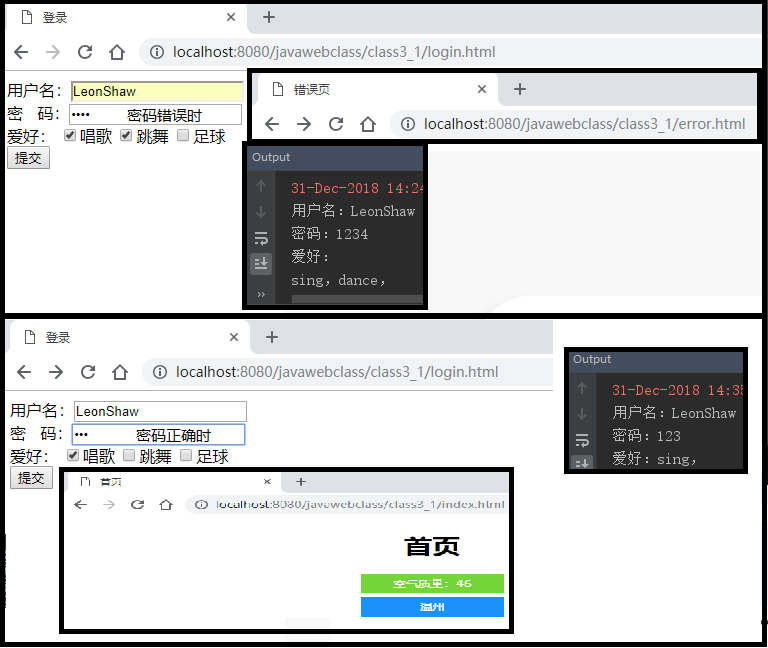 登录
localhost:8080/javawebclass/class3_1/login.html
用户名：LeonShaw
密 码：•••• 密码错误时
爱好： 唱歌 跳舞 足球
提交
错误页
localhost:8080/javawebclass/class3_1/error.html
Output
31-Dec-2018 14:24
用户名：LeonShaw
密码：1234
爱好：
sing，dance，
登录
localhost:8080/javawebclass/class3_1/login.html
用户名：LeonShaw
密 码：••• 密码正确时
爱好： 唱歌 跳舞 足球
提交
Output
31-Dec-2018 14:35
用户名：LeonShaw
密码：123
爱好：sing，
首页
localhost:8080/javawebclass/class3_1/index.html
首页
空气质里：46
温州